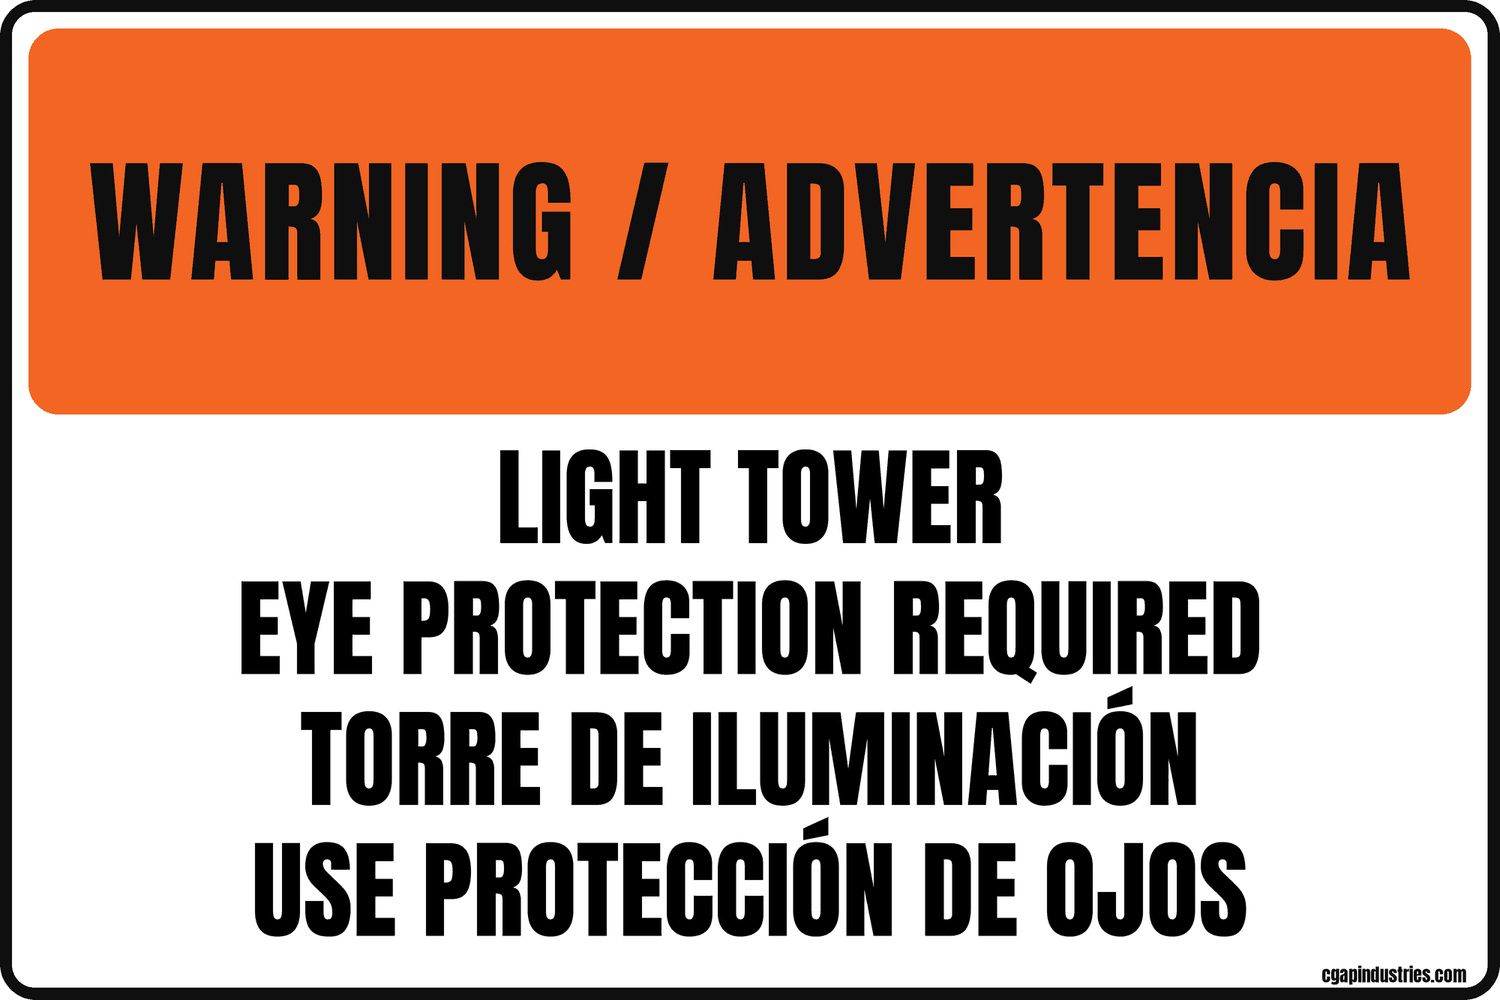 WARNING / ADVERTENCIA
LIGHT TOWER
EYE PROTECTION REQUIRED
TORRE DE ILUMINACIÓN
USE PROTECCIÓN DE OJOS
cgapindustries.com